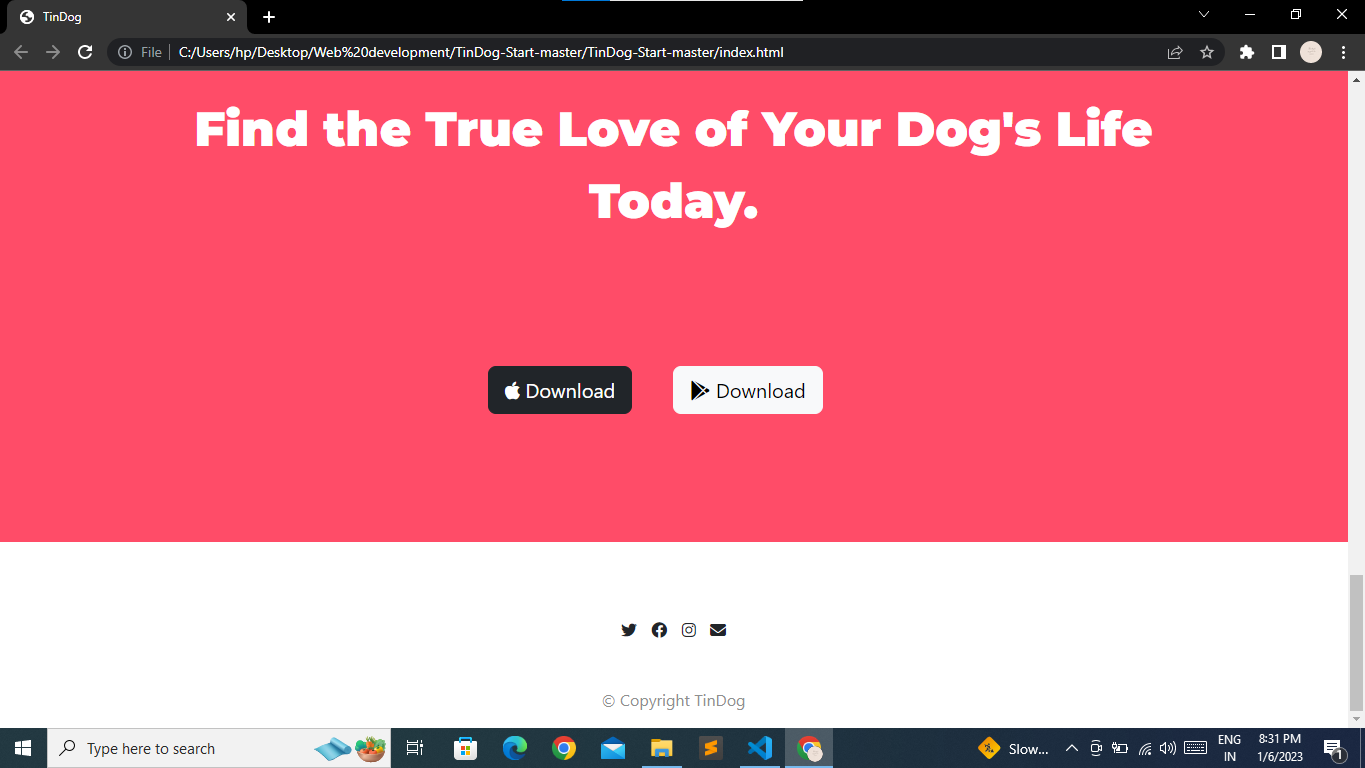 TinDog
File
C:/Users/hp/Desktop/Web%20development/TinDog-Start-master/TinDog-Start-master/index.html
Find the True Love of Your Dog's Life
Today.
Download
Download
© Copyright TinDog
Type here to search
Slow...
ENG
IN
8:31 PM
1/6/2023
1